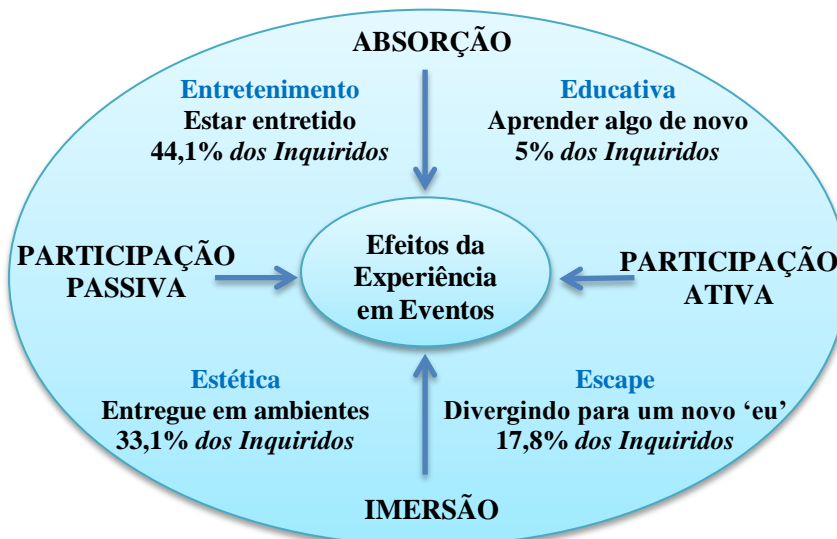 ABSORÇÃO
Entretenimento
Estar entretido
44,1% dos Inquiridos
Educativa
Aprender algo de novo
5% dos Inquiridos
PARTICIPAÇÃO
PASSIVA
Efeitos da
Experiência
em Eventos
PARTICIPAÇÃO
ATIVA
Estética
Entregue em ambientes
33,1% dos Inquiridos
Escape
Divergindo para um novo ‘eu’
17,8% dos Inquiridos
IMERSÃO